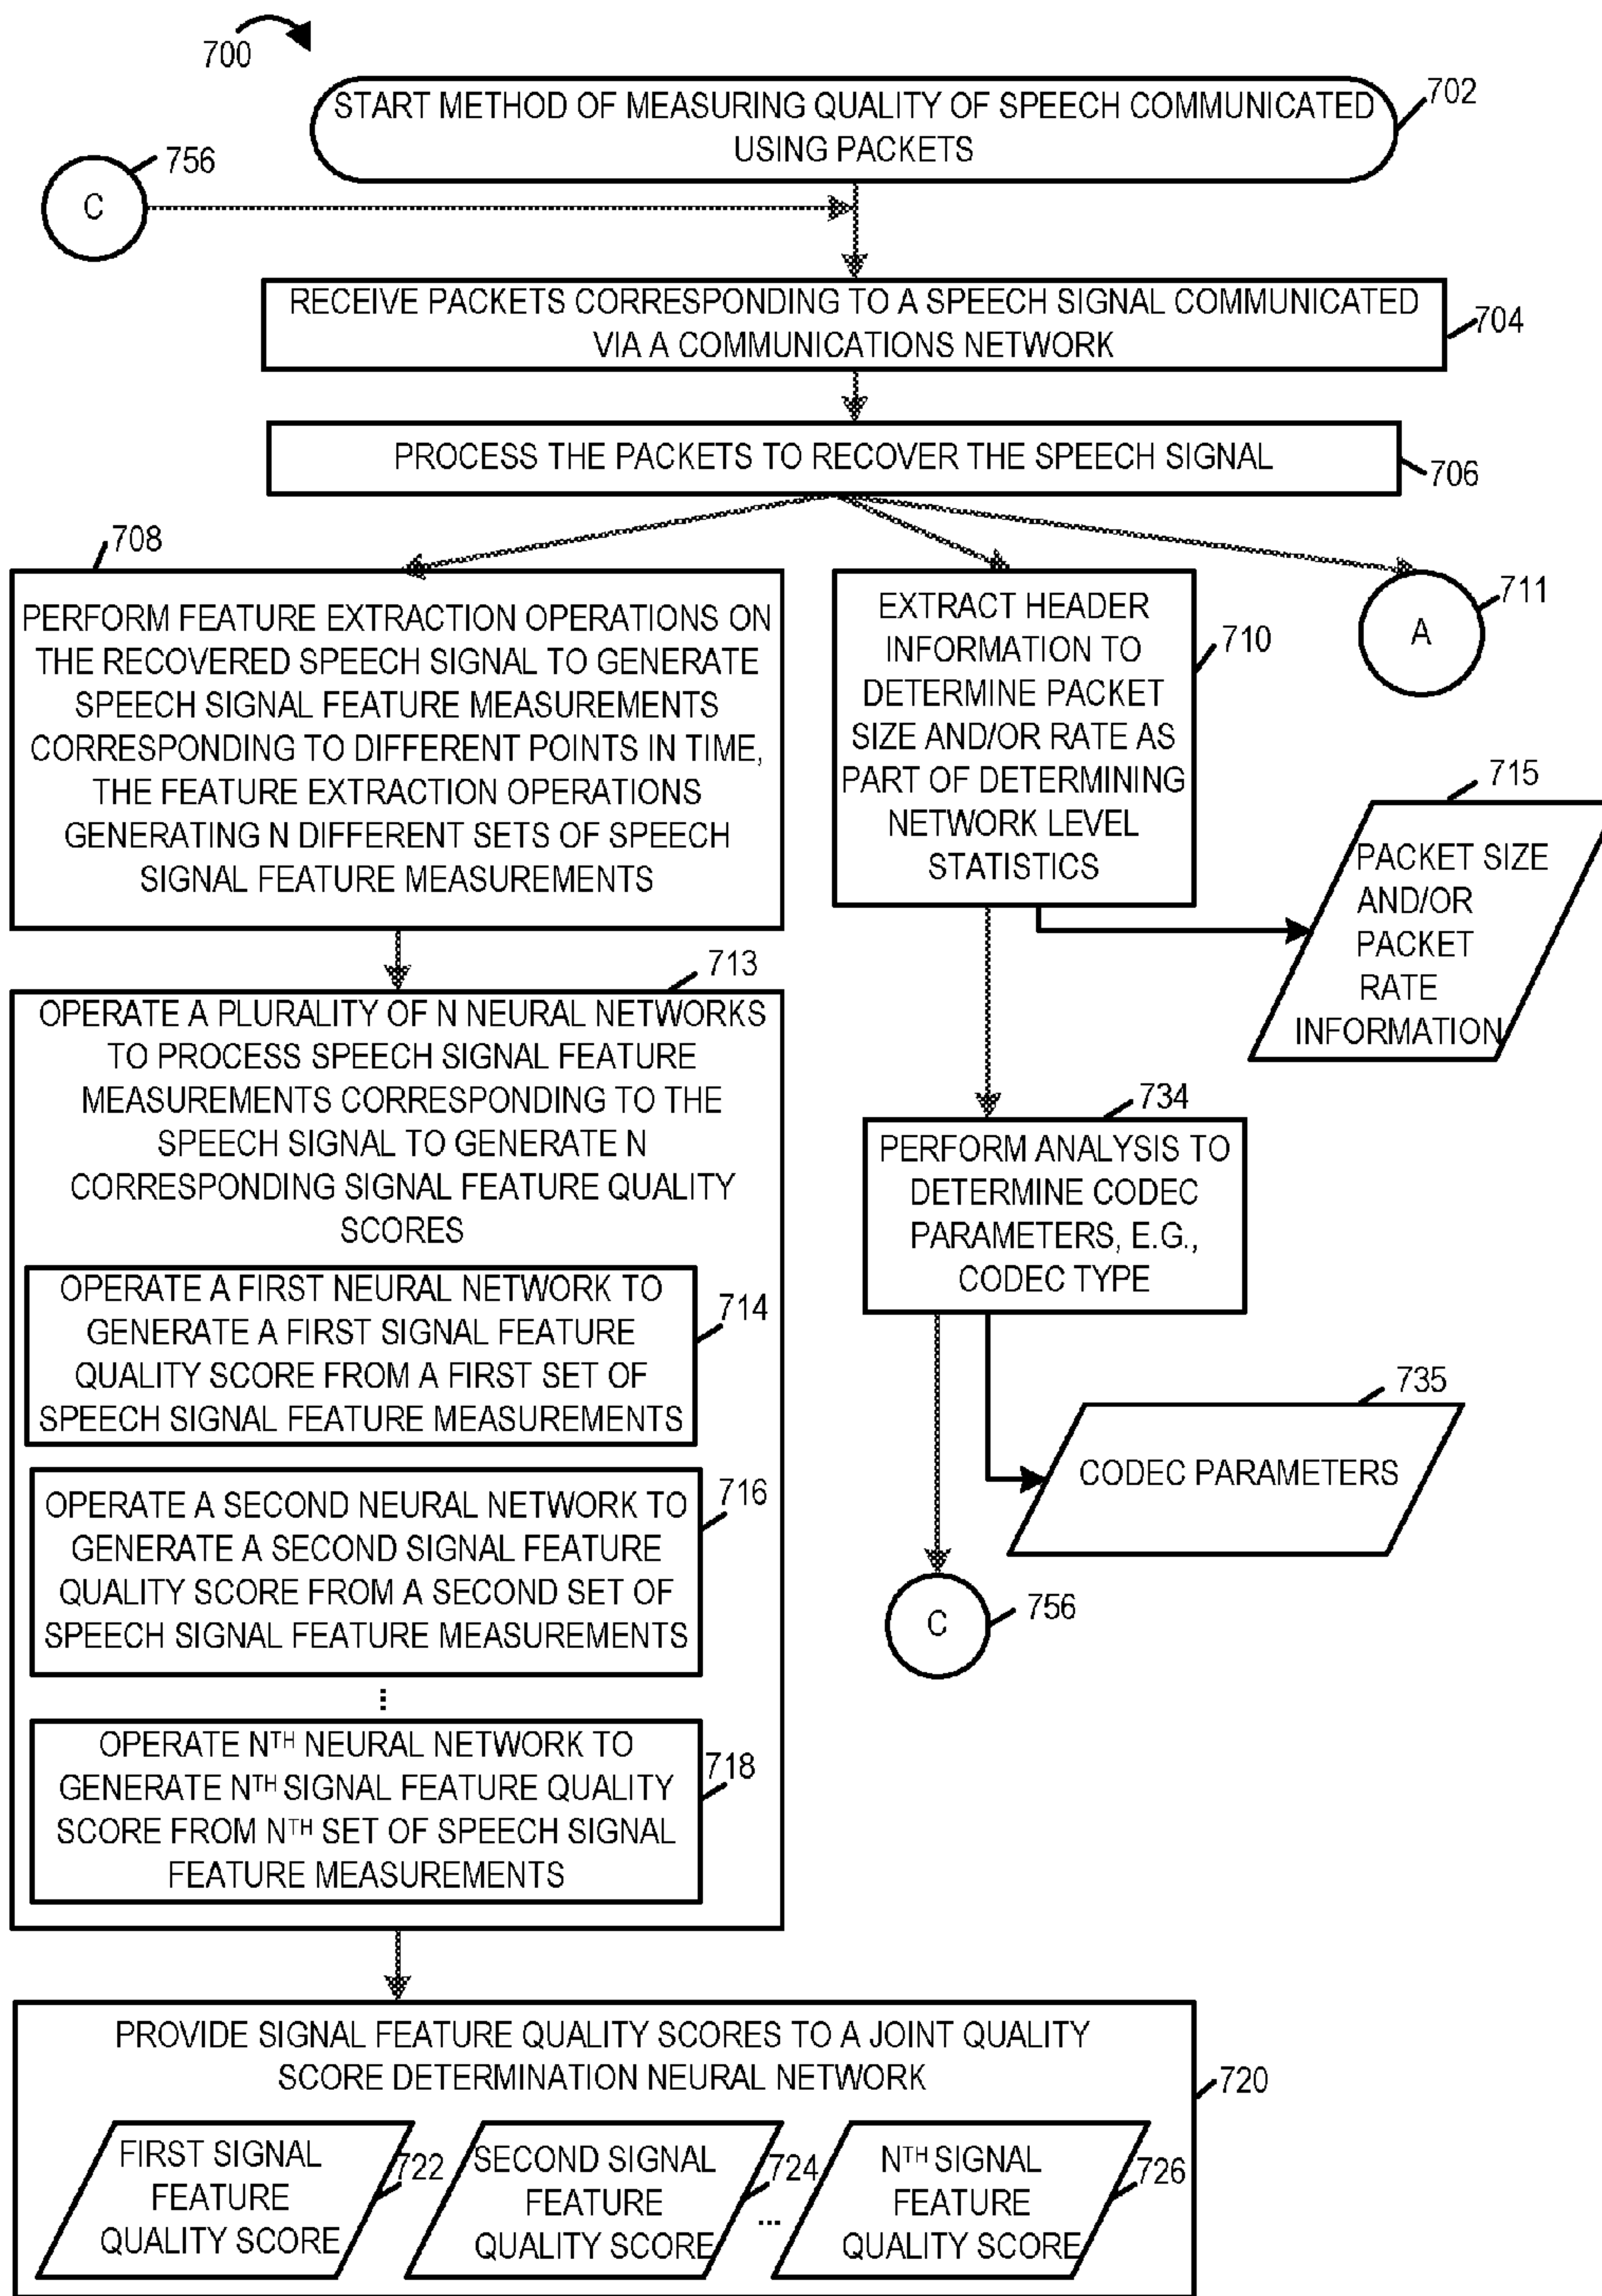 700
START METHOD OF MEASURING QUALITY OF SPEECH COMMUNICATED
USING PACKETS
702
756
C
RECEIVE PACKETS CORRESPONDING TO A SPEECH SIGNAL COMMUNICATED
VIA A COMMUNICATIONS NETWORK
704
PROCESS THE PACKETS TO RECOVER THE SPEECH SIGNAL
706
708
PERFORM FEATURE EXTRACTION OPERATIONS ON
THE RECOVERED SPEECH SIGNAL TO GENERATE
SPEECH SIGNAL FEATURE MEASUREMENTS
CORRESPONDING TO DIFFERENT POINTS IN TIME,
THE FEATURE EXTRACTION OPERATIONS
GENERATING N DIFFERENT SETS OF SPEECH
SIGNAL FEATURE MEASUREMENTS
EXTRACT HEADER
INFORMATION TO
DETERMINE PACKET
SIZE AND/OR RATE AS
PART OF DETERMINING
NETWORK LEVEL
STATISTICS
710
A
711
715
PACKET SIZE
AND/OR
PACKET
RATE
INFORMATION
713
OPERATE A PLURALITY OF N NEURAL NETWORKS
TO PROCESS SPEECH SIGNAL FEATURE
MEASUREMENTS CORRESPONDING TO THE
SPEECH SIGNAL TO GENERATE N
CORRESPONDING SIGNAL FEATURE QUALITY
SCORES
OPERATE A FIRST NEURAL NETWORK TO
GENERATE A FIRST SIGNAL FEATURE
QUALITY SCORE FROM A FIRST SET OF
SPEECH SIGNAL FEATURE MEASUREMENTS
714
OPERATE A SECOND NEURAL NETWORK TO
GENERATE A SECOND SIGNAL FEATURE
QUALITY SCORE FROM A SECOND SET OF
SPEECH SIGNAL FEATURE MEASUREMENTS
716
⋮
OPERATE NTH NEURAL NETWORK TO
GENERATE NTH SIGNAL FEATURE QUALITY
SCORE FROM NTH SET OF SPEECH SIGNAL
FEATURE MEASUREMENTS
718
734
PERFORM ANALYSIS TO
DETERMINE CODEC
PARAMETERS, E.G.,
CODEC TYPE
735
CODEC PARAMETERS
C
756
PROVIDE SIGNAL FEATURE QUALITY SCORES TO A JOINT QUALITY
SCORE DETERMINATION NEURAL NETWORK
720
FIRST SIGNAL
FEATURE
QUALITY SCORE
722
SECOND SIGNAL
FEATURE
QUALITY SCORE
724
...
NTH SIGNAL
FEATURE
QUALITY SCORE
726